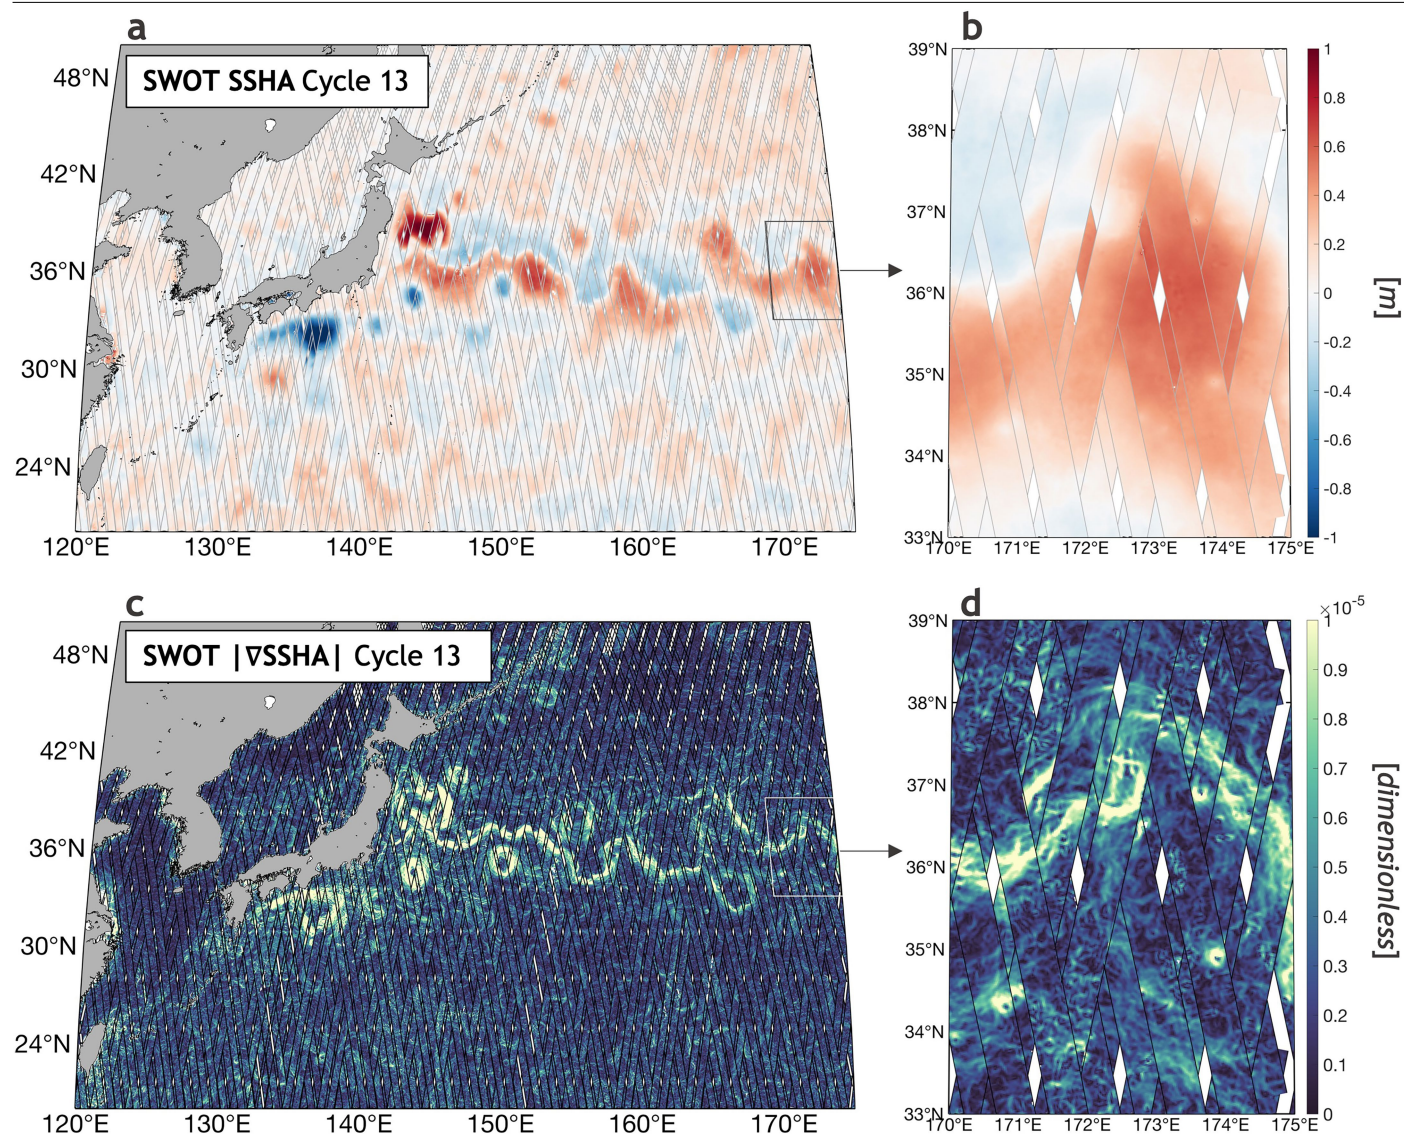 a
SWOT SSHA Cycle 13
48°N
42°N
36°N
30°N
24°N
120°E 130°E 140°E 150°E 160°E 170°E
b
39°N
38°N
37°N
36°N
35°N
34°N
33°N
170°E 171°E 172°E 173°E 174°E 175°E
1
0.8
0.6
0.4
0.2
0
-0.2
-0.4
-0.6
-0.8
-1
[m]
c
SWOT |∇SSHA| Cycle 13
48°N
42°N
36°N
30°N
24°N
120°E 130°E 140°E 150°E 160°E 170°E
d
39°N
38°N
37°N
36°N
35°N
34°N
33°N
170°E 171°E 172°E 173°E 174°E 175°E
×10⁻⁵
1
0.9
0.8
0.7
0.6
0.5
0.4
0.3
0.2
0.1
0
[dimensionless]